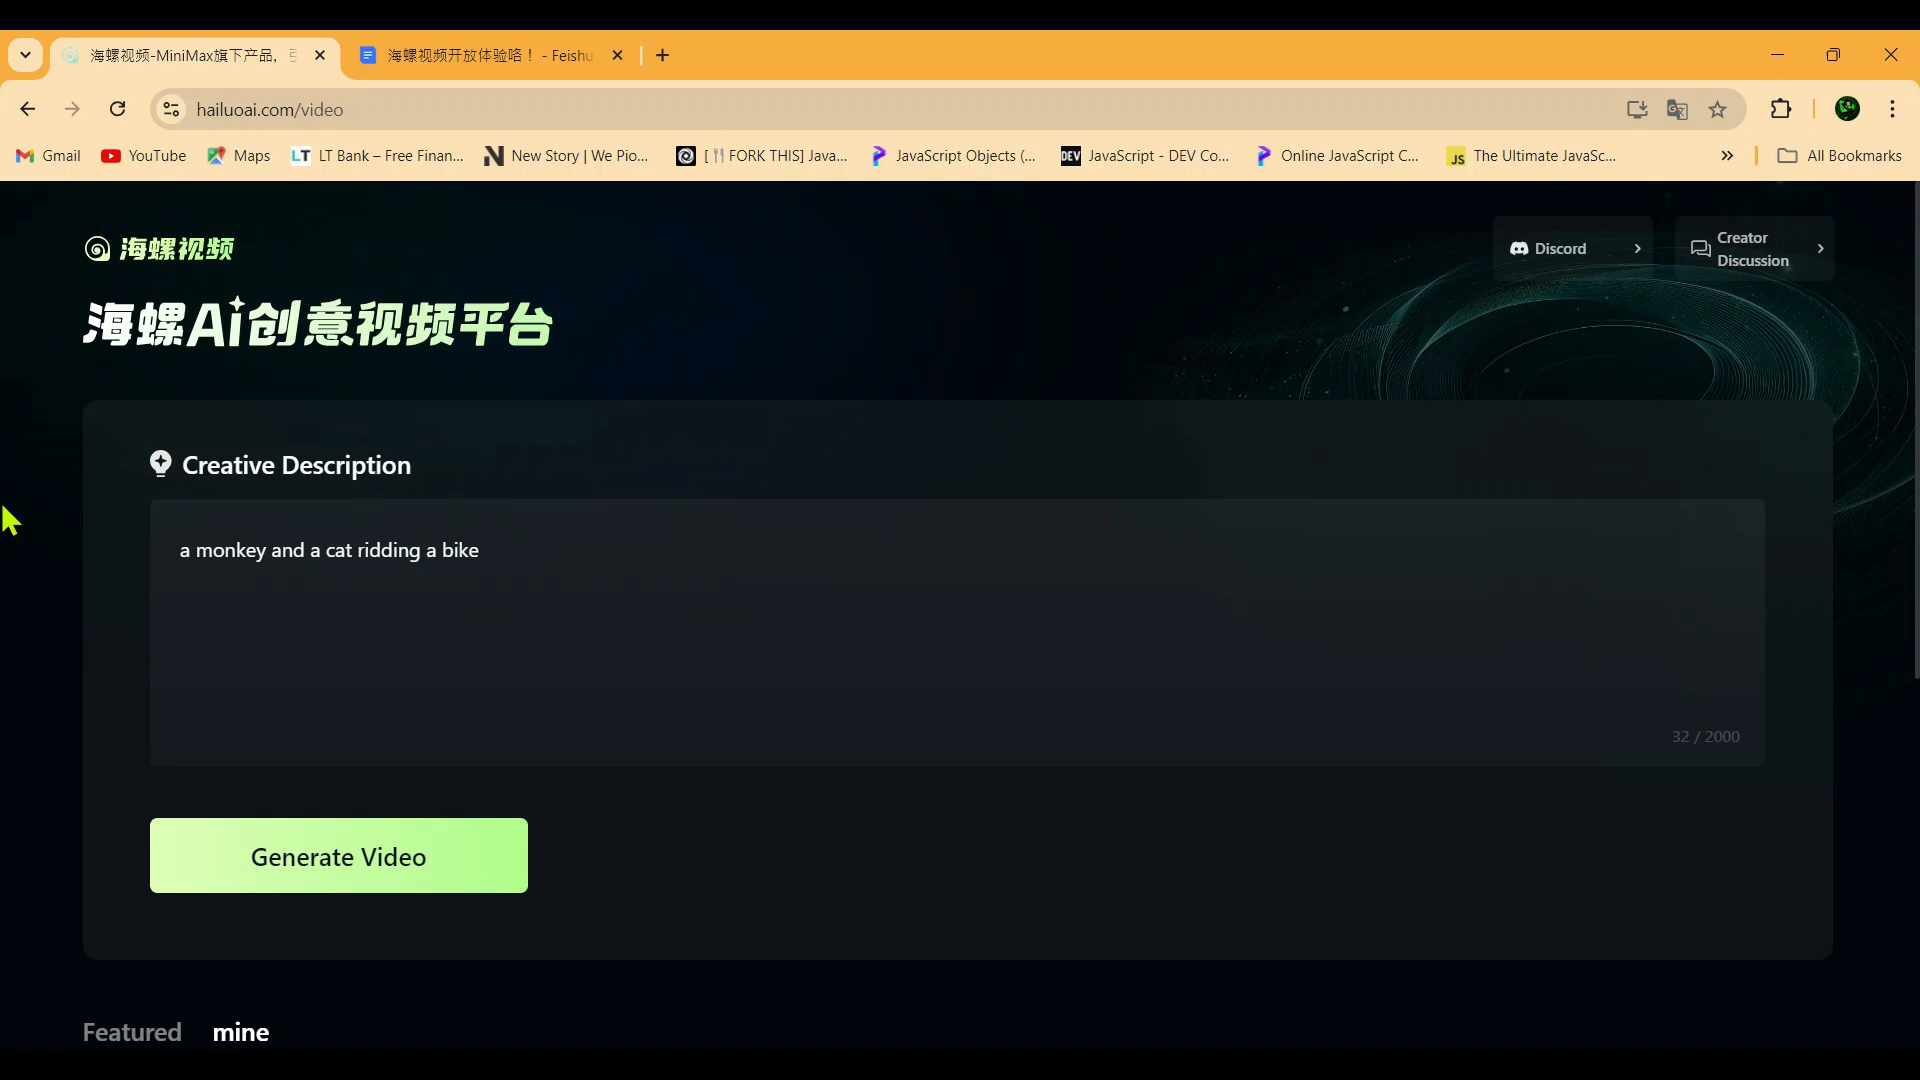 海螺视频-MiniMax旗下产品,
海螺视频开放体验咯！ - Feishu
hailuoai.com/video
Gmail
YouTube
Maps
LT Bank – Free Finan...
New Story | We Pio...
[🍴FORK THIS] Java...
JavaScript Objects (...
DEV
JavaScript - DEV Co...
Online JavaScript C...
JS
The Ultimate JavaSc...
All Bookmarks
海螺视频
Discord
Creator
Discussion
海螺Ai创意视频平台
Creative Description
a monkey and a cat ridding a bike
32 / 2000
Generate Video
Featured
mine